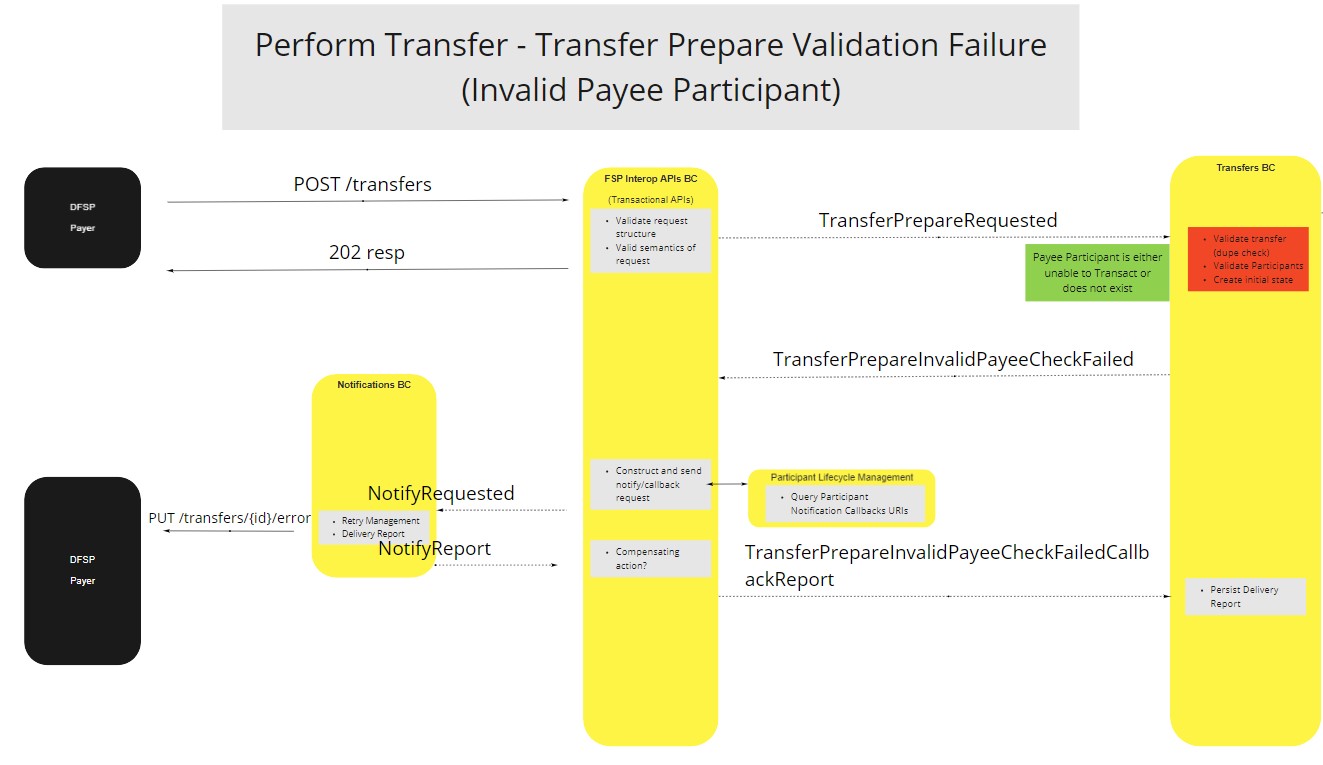 Perform Transfer - Transfer Prepare Validation Failure
(Invalid Payee Participant)
DFSP
Payer
POST /transfers
202 resp
FSP Interop APIs BC
(Transactional APIs)
• Validate request
structure
• Valid semantics of
request
TransferPrepareRequested
Payee Participant is either
unable to Transact or
does not exist
Transfers BC
• Validate transfer
(dupe check)
• Validate Participants
• Create initial state
TransferPrepareInvalidPayeeCheckFailed
Notifications BC
• Construct and send
notify/callback
request
Participant Lifecycle Management
• Query Participant
Notification Callbacks URIs
NotifyRequested
PUT /transfers/{id}/error
• Retry Management
• Delivery Report
NotifyReport
DFSP
Payer
• Compensating
action?
TransferPrepareInvalidPayeeCheckFailedCallb
ackReport
• Persist Delivery
Report